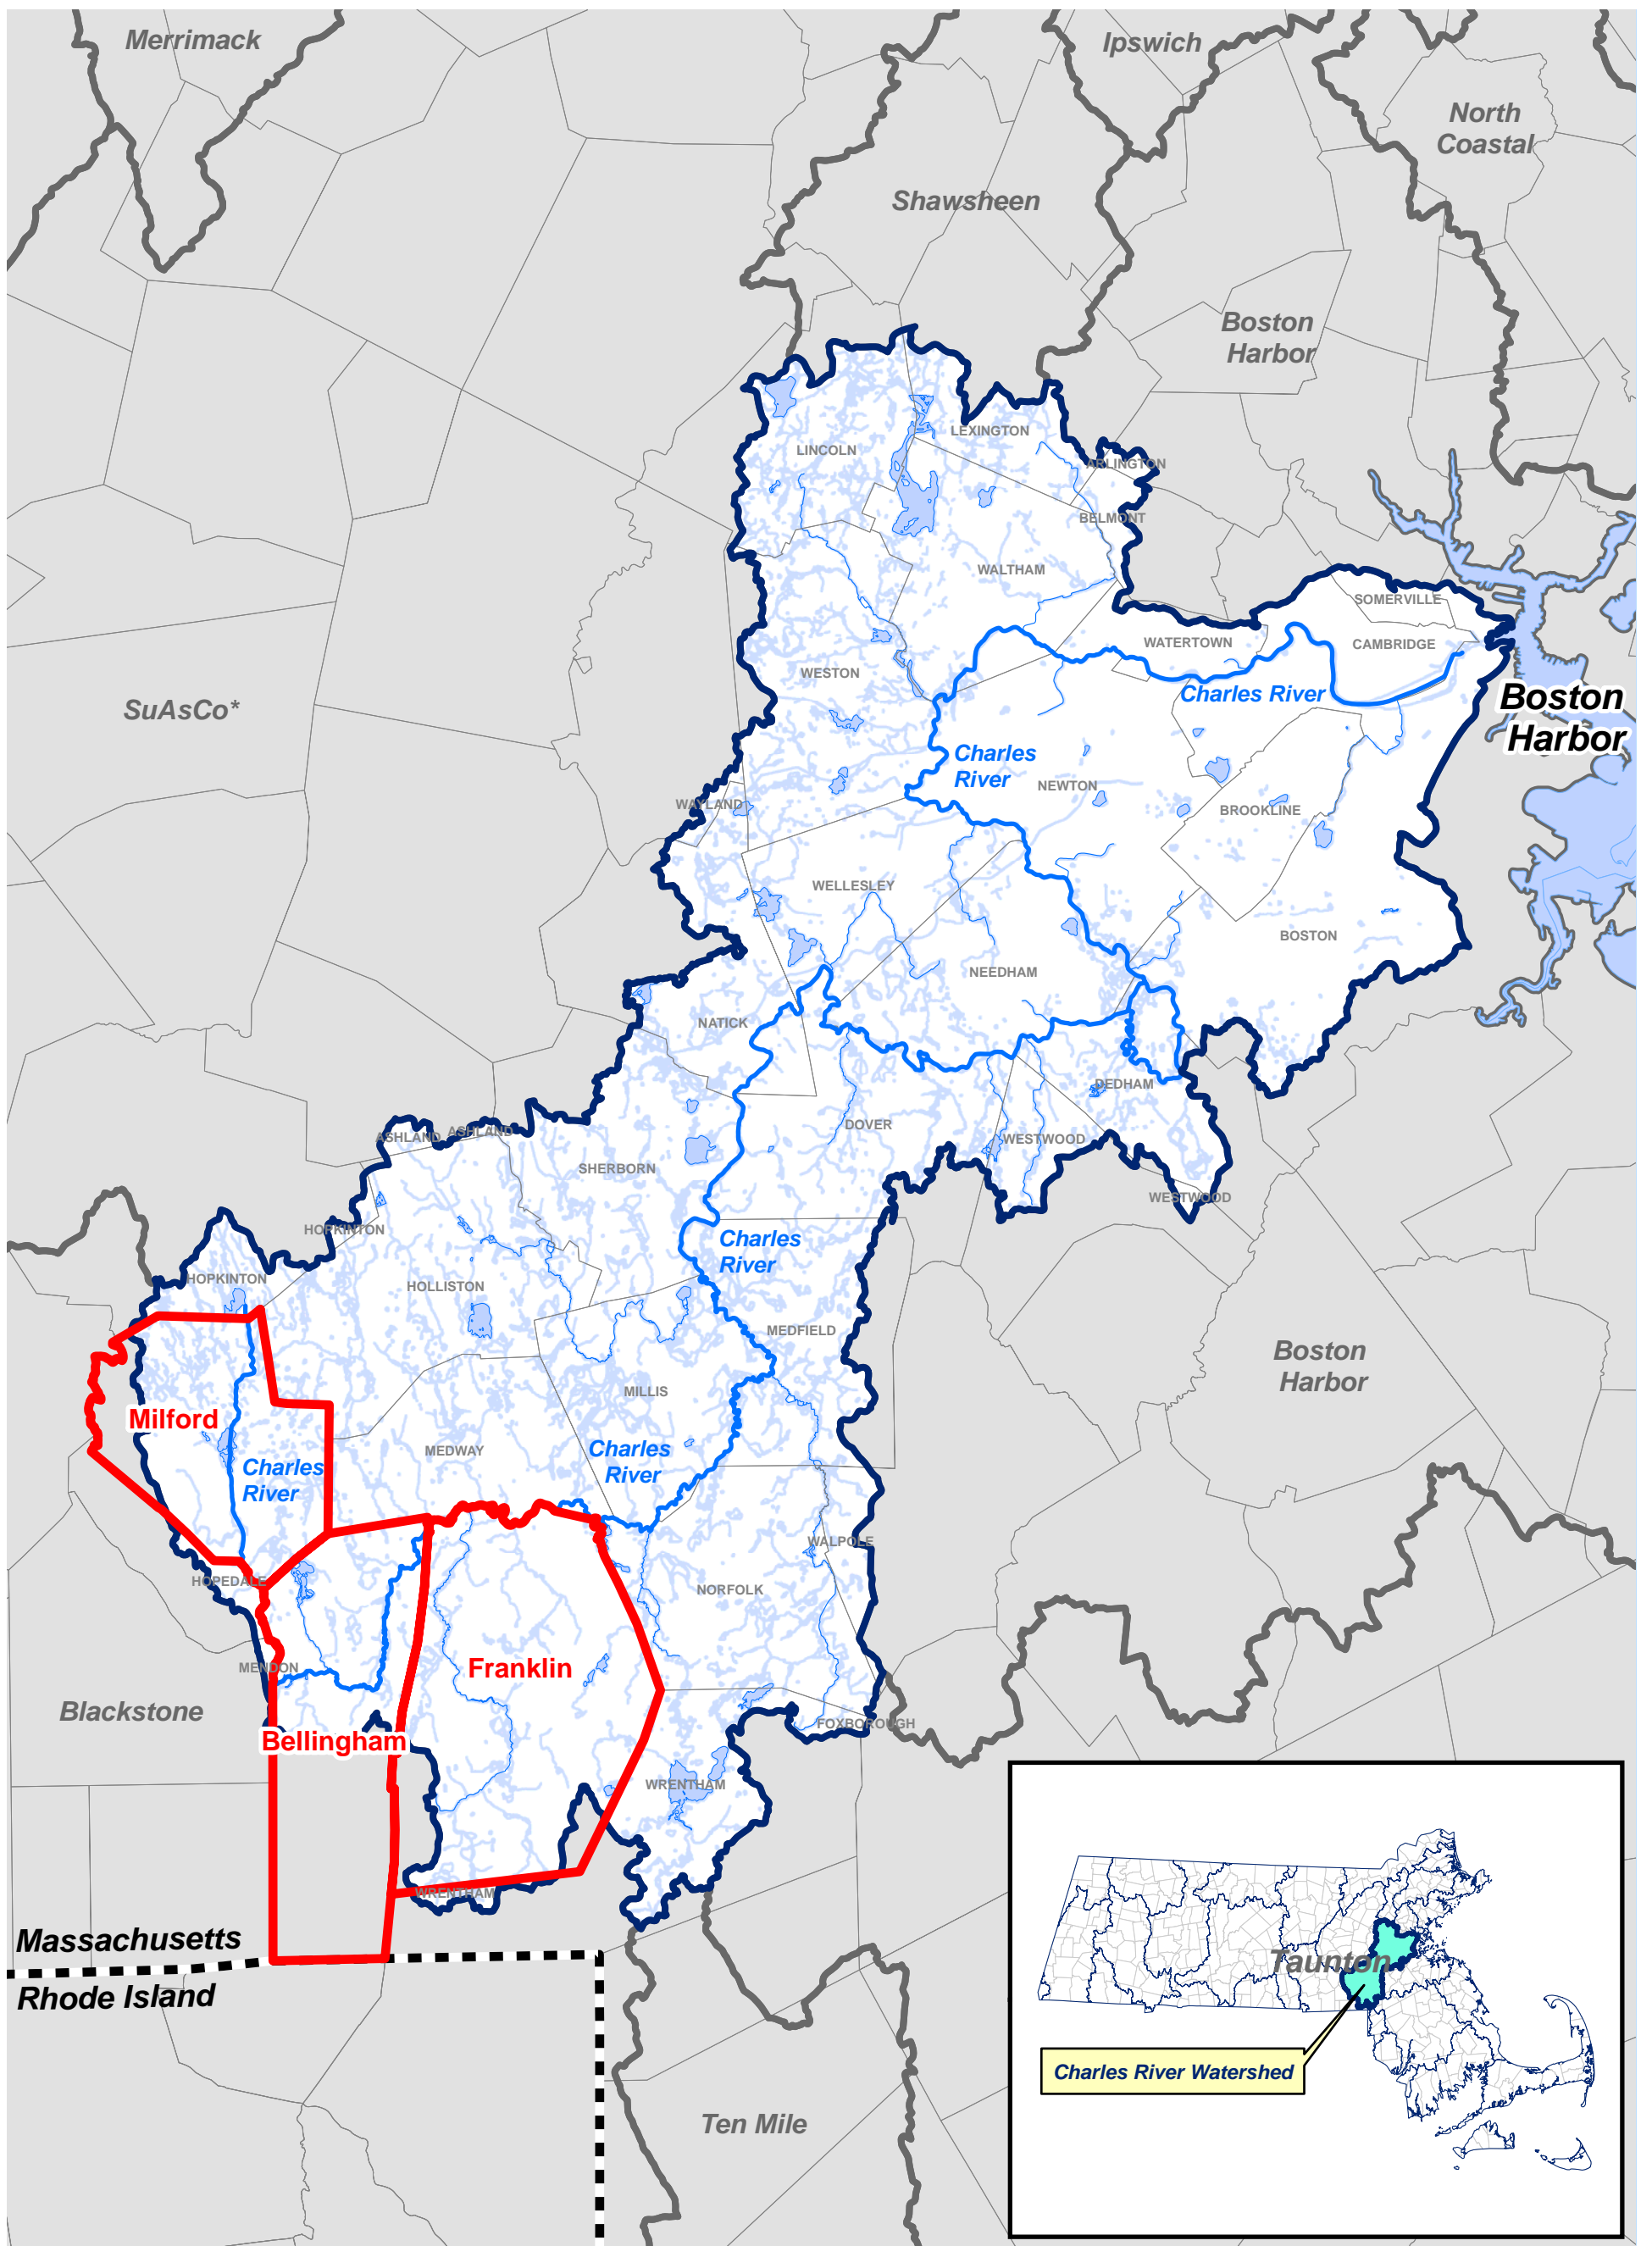 Merrimack
Ipswich
North
Coastal
Shawsheen
Boston
Harbor
LEXINGTON
LINCOLN
ARLINGTON
BELMONT
WALTHAM
SOMERVILLE
WATERTOWN
CAMBRIDGE
WESTON
Charles River
SuAsCo*
Boston
Harbor
Charles
River
NEWTON
WAYLAND
BROOKLINE
WELLESLEY
BOSTON
NEEDHAM
NATICK
DEDHAM
DOVER
ASHLAND
ASHLAND
WESTWOOD
SHERBORN
WESTWOOD
HOPKINTON
Charles
River
HOPKINTON
HOLLISTON
MEDFIELD
Boston
Harbor
MILLIS
Milford
MEDWAY
Charles
River
Charles
River
WALPOLE
HOPEDALE
NORFOLK
MENDON
Franklin
Blackstone
FOXBOROUGH
Bellingham
WRENTHAM
WRENTHAM
Massachusetts
Rhode Island
Taunton
Charles River Watershed
Ten Mile